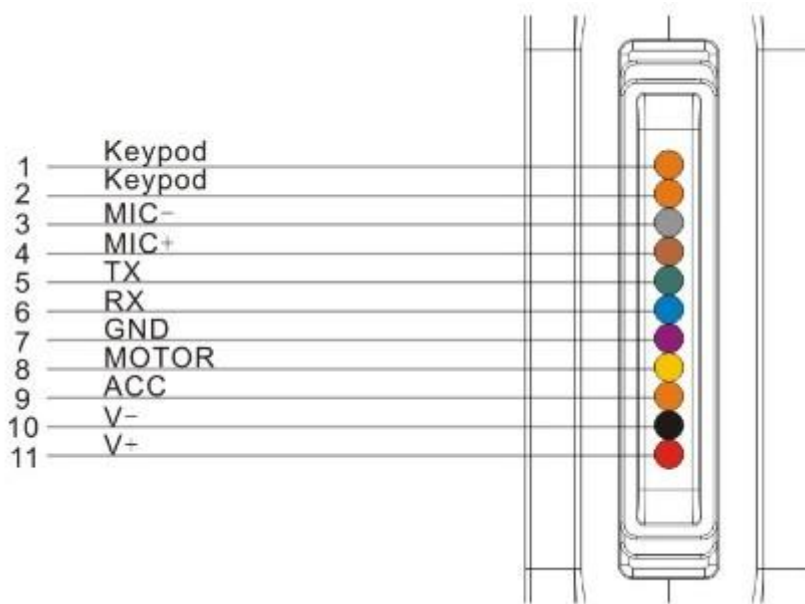 1 Keypod
2 Keypod
3 MIC-
4 MIC+
5 TX
6 RX
7 GND
8 MOTOR
9 ACC
10 V-
11 V+